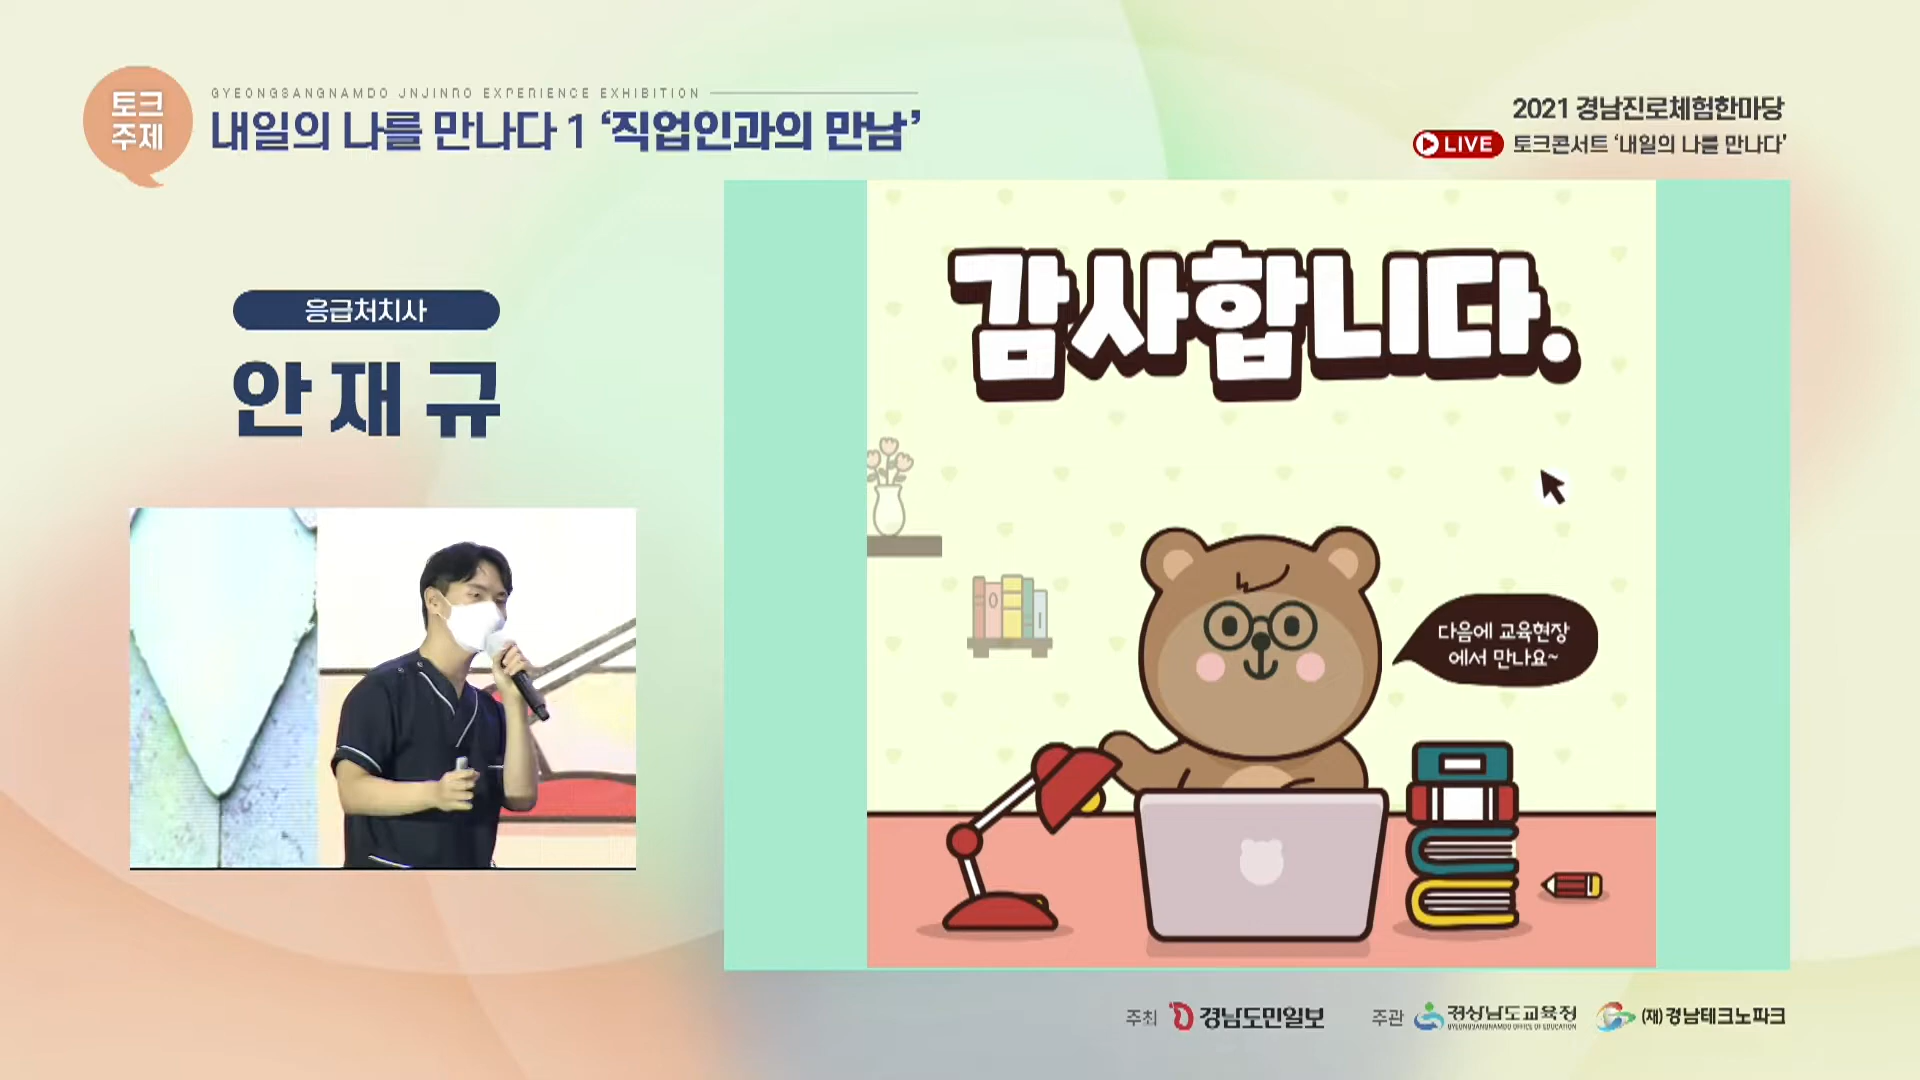 토크
주제
GYEONGSANGNAMDO JNJINRO EXPERIENCE EXHIBITION
내일의 나를 만나다 1 ‘직업인과의 만남’
2021 경남진로체험한마당
LIVE 토크콘서트 ‘내일의 나를 만나다’
응급처치사
안재규
감사합니다.
다음에 교육현장
에서 만나요~
주최 경남도민일보 주관 경상남도교육청 (재)경남테크노파크
GYEONGSANGNAMDO OFFICE OF EDUCATION